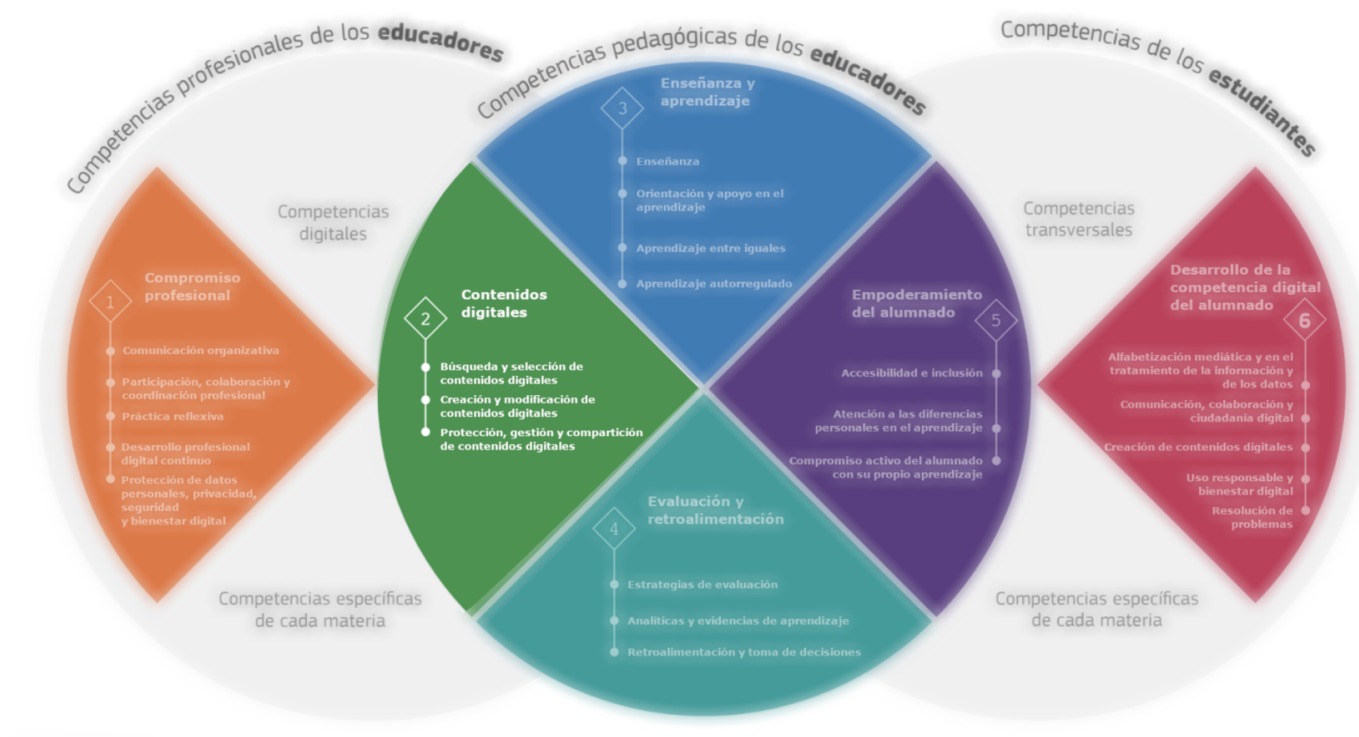 Competencias profesionales de los educadores
Competencias pedagógicas de los educadores
Competencias de los estudiantes
Competencias
digitales
1
Compromiso
profesional
Comunicación organizativa
Participación, colaboración y
coordinación profesional
Práctica reflexiva
Desarrollo profesional
digital continuo
Protección de datos
personales, privacidad,
seguridad
y bienestar digital
Competencias específicas
de cada materia
2
Contenidos
digitales
Búsqueda y selección de
contenidos digitales
Creación y modificación de
contenidos digitales
Protección, gestión y compartición
de contenidos digitales
3
Enseñanza y
aprendizaje
Enseñanza
Orientación y apoyo en el
aprendizaje
Aprendizaje entre iguales
Aprendizaje autorregulado
4
Evaluación y
retroalimentación
Estrategias de evaluación
Analíticas y evidencias de aprendizaje
Retroalimentación y toma de decisiones
5
Empoderamiento
del alumnado
Accesibilidad e inclusión
Atención a las diferencias
personales en el aprendizaje
Compromiso activo del alumnado
con su propio aprendizaje
Competencias
transversales
6
Desarrollo de la
competencia digital
del alumnado
Alfabetización mediática y en el
tratamiento de la información y
de los datos
Comunicación, colaboración y
ciudadanía digital
Creación de contenidos digitales
Uso responsable y
bienestar digital
Resolución de
problemas
Competencias específicas
de cada materia